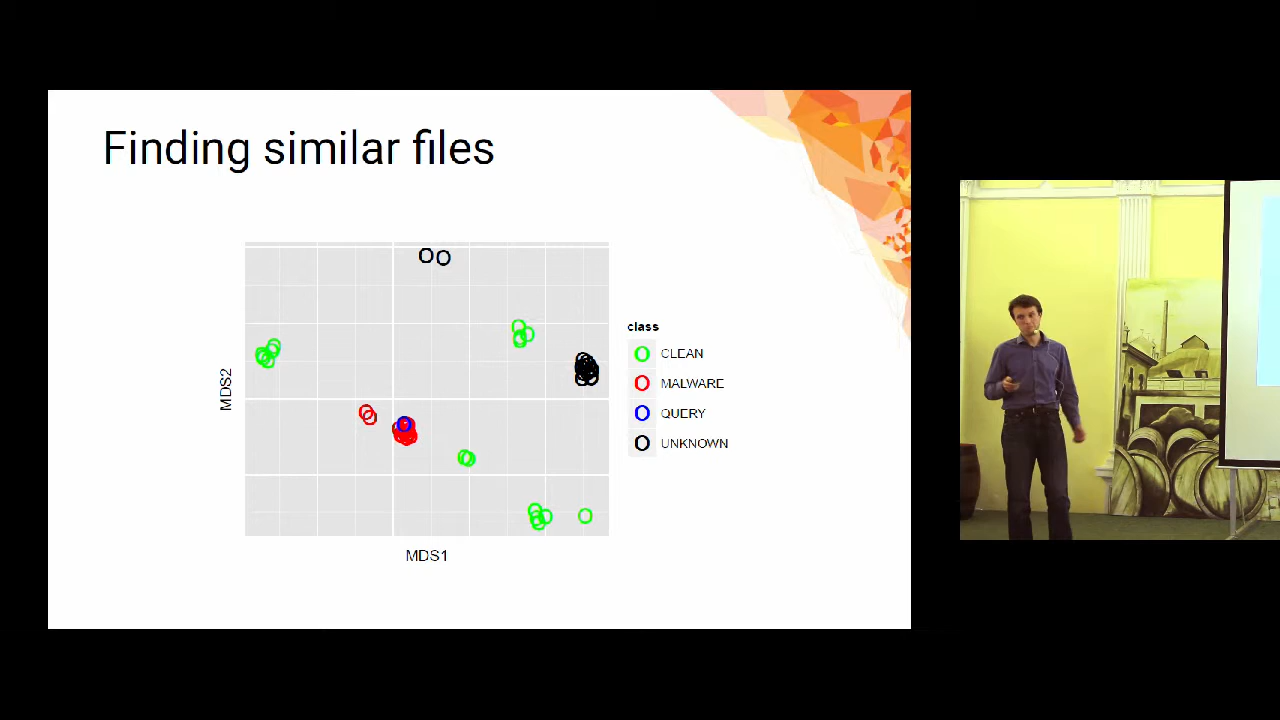 Finding similar files
MDS2
MDS1
class
CLEAN
MALWARE
QUERY
UNKNOWN